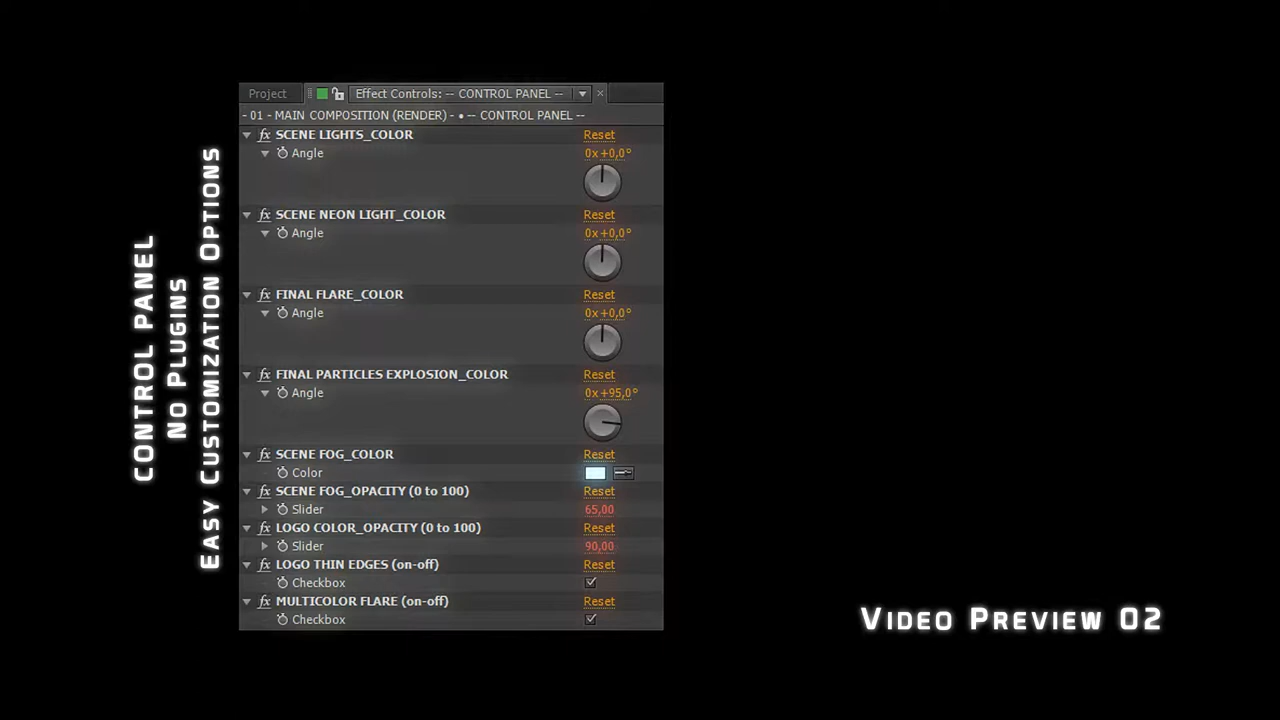 CONTROL PANEL
No Plugins
Easy Customization Options
Project
Effect Controls: -- CONTROL PANEL --
- 01 - MAIN COMPOSITION (RENDER) - • -- CONTROL PANEL --
fx SCENE LIGHTS_COLOR Reset
Angle 0x+0,0°
fx SCENE NEON LIGHT_COLOR Reset
Angle 0x+0,0°
fx FINAL FLARE_COLOR Reset
Angle 0x+0,0°
fx FINAL PARTICLES EXPLOSION_COLOR Reset
Angle 0x+95,0°
fx SCENE FOG_COLOR Reset
Color
fx SCENE FOG_OPACITY (0 to 100) Reset
Slider 65,00
fx LOGO COLOR_OPACITY (0 to 100) Reset
Slider 90,00
fx LOGO THIN EDGES (on-off) Reset
Checkbox
fx MULTICOLOR FLARE (on-off) Reset
Checkbox
Video Preview 02